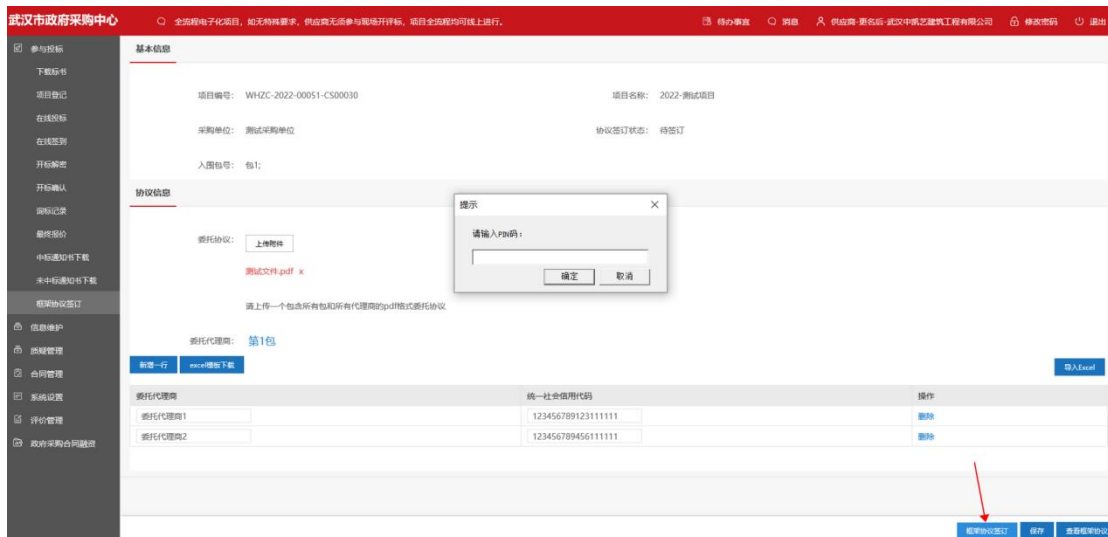 武汉市政府采购中心
全流程电子化项目，如无特殊要求，供应商无须参与现场开评标，项目全流程均可线上进行。
待办事宜 消息 供应商-更名后-武汉中凯艺建筑工程有限公司 修改密码 退出
参与投标
下载标书
项目登记
在线投标
在线签到
开标解密
开标确认
询标记录
最终报价
中标通知书下载
未中标通知书下载
框架协议签订
信息维护
质疑管理
合同管理
系统设置
评价管理
政府采购合同融资
基本信息
项目编号： WHZC-2022-00051-CS00030 项目名称： 2022-测试项目
采购单位： 测试采购单位 协议签订状态： 待签订
入围包号： 包1;
协议信息
委托协议： 上传附件
测试文件.pdf x
请上传一个包含所有包和所有代理商的pdf格式委托协议
委托代理商： 第1包
新增一行 excel模板下载 导入Excel
委托代理商 统一社会信用代码 操作
委托代理商1 123456789123111111 删除
委托代理商2 123456789456111111 删除
提示
请输入PIN码：
确定 取消
框架协议签订 保存 查看框架协议